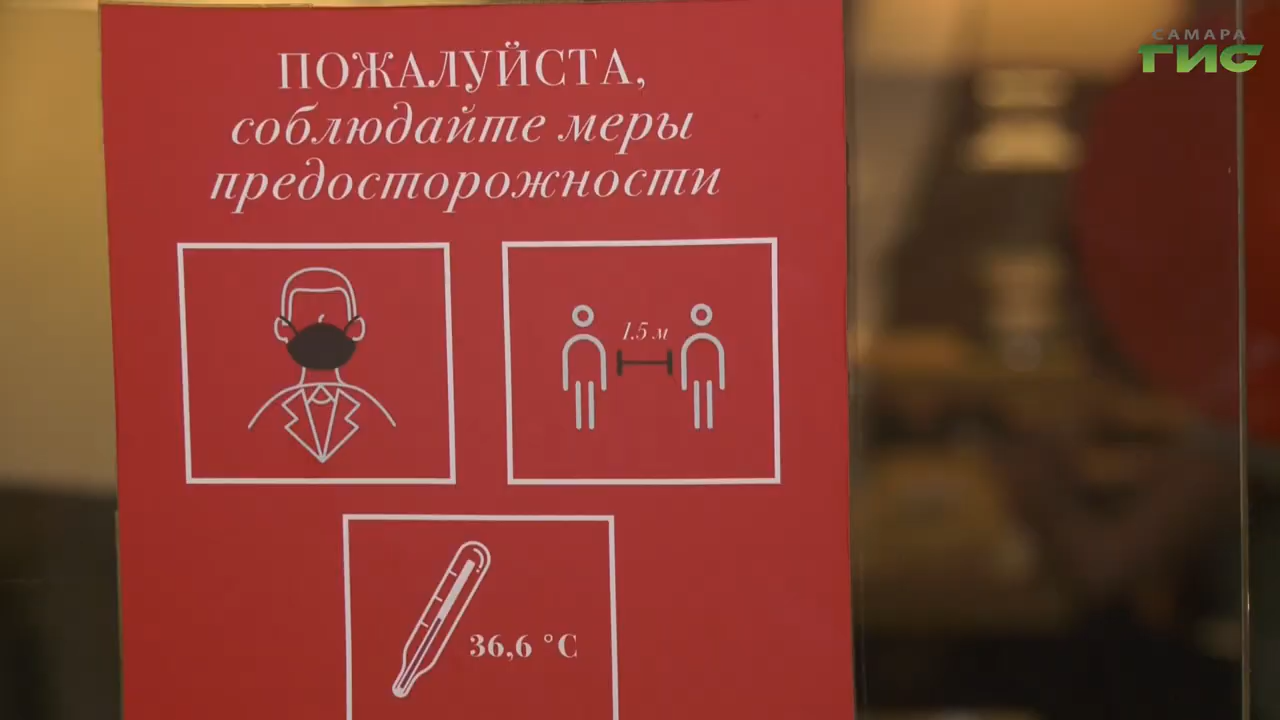 САМАРА
ГИС
ПОЖАЛУЙСТА,
соблюдайте меры
предосторожности
1.5 м
36,6 °C